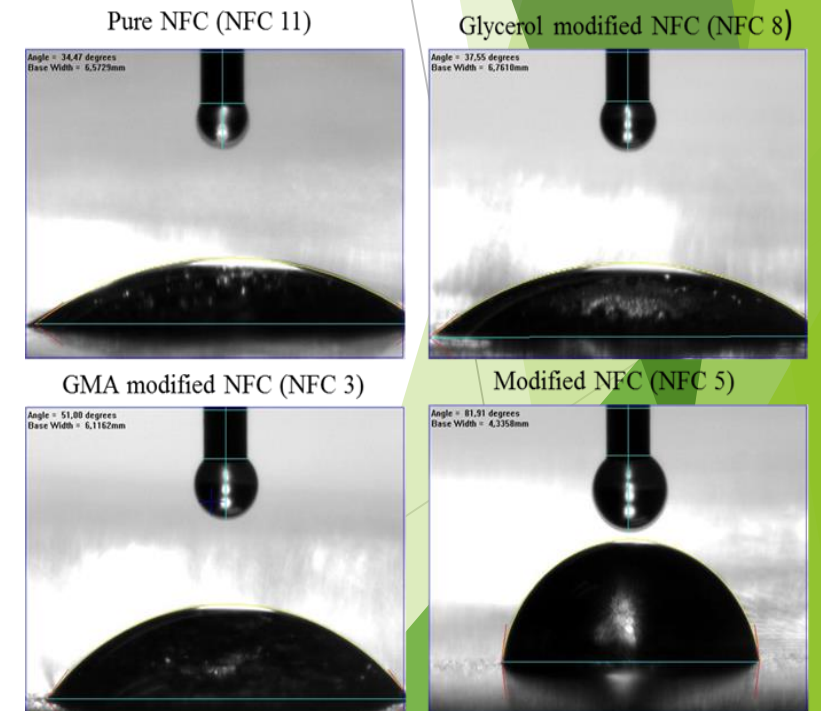 Pure NFC (NFC 11)
Glycerol modified NFC (NFC 8)
Angle = 34,47 degrees
Base Width = 6,5729mm
Angle = 37,55 degrees
Base Width = 6,7610mm
GMA modified NFC (NFC 3)
Modified NFC (NFC 5)
Angle = 51,00 degrees
Base Width = 6,1162mm
Angle = 81,91 degrees
Base Width = 4,3358mm